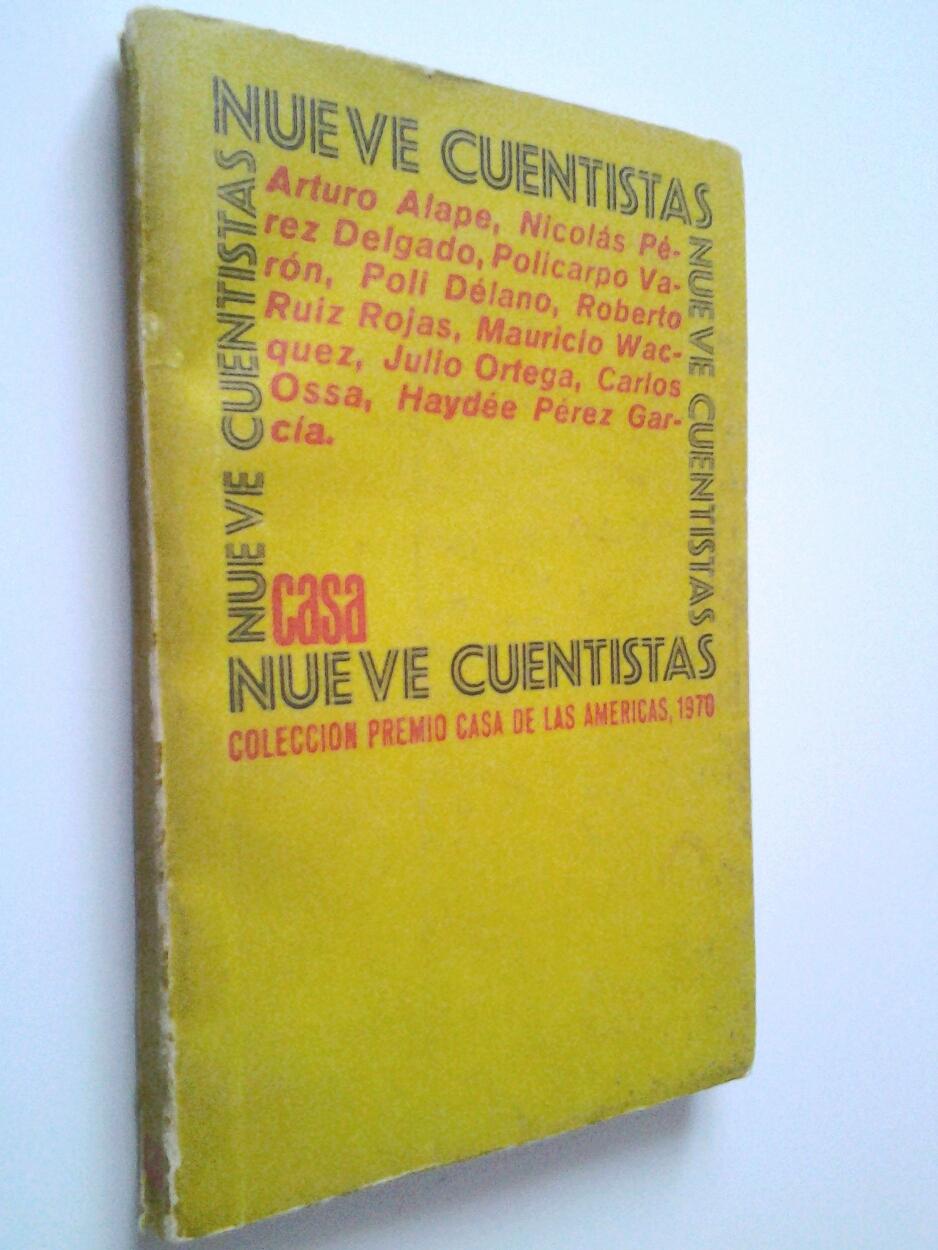 NUEVE CUENTISTAS
NUEVE CUENTISTAS
Arturo Alape, Nicolás Pé-
rez Delgado, Policarpo Va-
rón, Poli Délano, Roberto
Ruiz Rojas, Mauricio Wac-
quez, Julio Ortega, Carlos
Ossa, Haydée Pérez Gar-
cía.
NUEVE CUENTISTAS
casa
NUEVE CUENTISTAS
COLECCION PREMIO CASA DE LAS AMERICAS, 1970